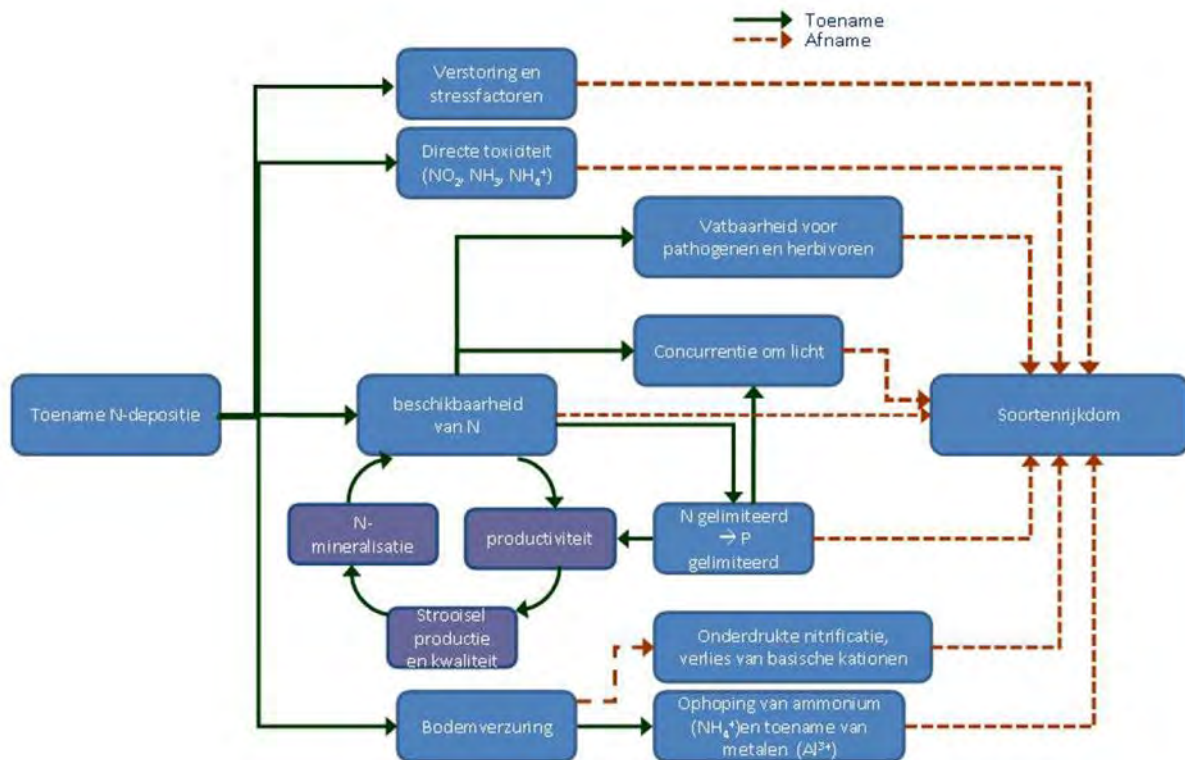 Toename
Afname
Verstoring en
stressfactoren
Directe toxiciteit
(NO₂, NH₃, NH₄⁺)
Vatbaarheid voor
pathogenen en herbivoren
Concurrentie om licht
Toename N-depositie
beschikbaarheid
van N
Soortenrijkdom
N-
mineralisatie
productiviteit
N gelimiteerd
→ P
gelimiteerd
Strooisel
productie
en kwaliteit
Onderdrukte nitrificatie,
verlies van basische kationen
Bodemverzuring
Ophoping van ammonium
(NH₄⁺)en toename van
metalen (Al³⁺)